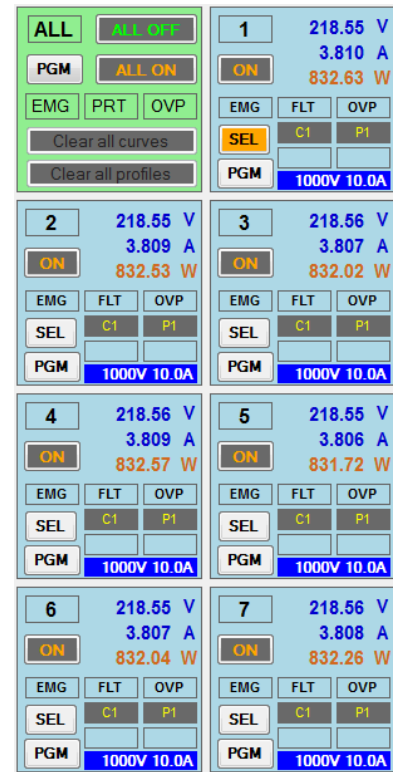 ALL ALL OFF
PGM ALL ON
EMG PRT OVP
Clear all curves
Clear all profiles
1 218.55 V
3.810 A
ON 832.63 W
EMG FLT OVP
SEL C1 P1
PGM 1000V 10.0A
2 218.55 V
3.809 A
ON 832.53 W
EMG FLT OVP
SEL C1 P1
PGM 1000V 10.0A
3 218.56 V
3.807 A
ON 832.02 W
EMG FLT OVP
SEL C1 P1
PGM 1000V 10.0A
4 218.56 V
3.809 A
ON 832.57 W
EMG FLT OVP
SEL C1 P1
PGM 1000V 10.0A
5 218.55 V
3.806 A
ON 831.72 W
EMG FLT OVP
SEL C1 P1
PGM 1000V 10.0A
6 218.55 V
3.807 A
ON 832.04 W
EMG FLT OVP
SEL C1 P1
PGM 1000V 10.0A
7 218.56 V
3.808 A
ON 832.26 W
EMG FLT OVP
SEL C1 P1
PGM 1000V 10.0A